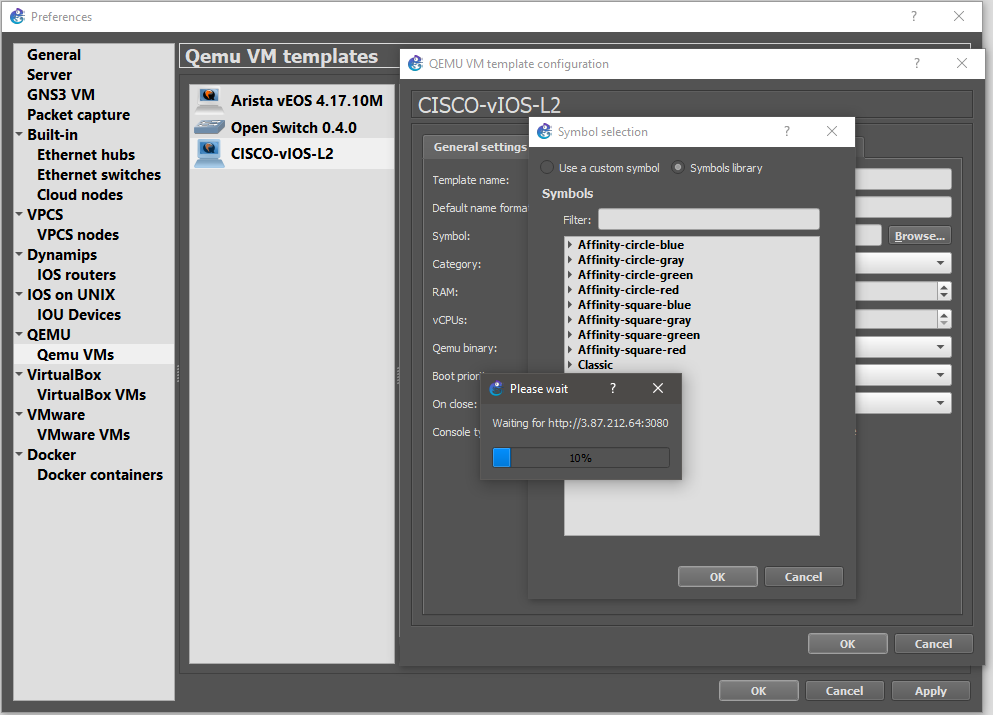 Preferences
General
Server
GNS3 VM
Packet capture
Built-in
Ethernet hubs
Ethernet switches
Cloud nodes
VPCS
VPCS nodes
Dynamips
IOS routers
IOS on UNIX
IOU Devices
QEMU
Qemu VMs
VirtualBox
VirtualBox VMs
VMware
VMware VMs
Docker
Docker containers
Qemu VM templates
Arista vEOS 4.17.10M
Open Switch 0.4.0
CISCO-vIOS-L2
QEMU VM template configuration
CISCO-vIOS-L2
General settings
Template name:
Default name forma
Symbol:
Browse...
Category:
RAM:
vCPUs:
Qemu binary:
Boot priori
On close:
Console ty
Symbol selection
Use a custom symbol
Symbols library
Symbols
Filter:
Affinity-circle-blue
Affinity-circle-gray
Affinity-circle-green
Affinity-circle-red
Affinity-square-blue
Affinity-square-gray
Affinity-square-green
Affinity-square-red
Classic
Please wait
?
Waiting for http://3.87.212.64:3080
10%
OK Cancel
OK Cancel
OK Cancel Apply